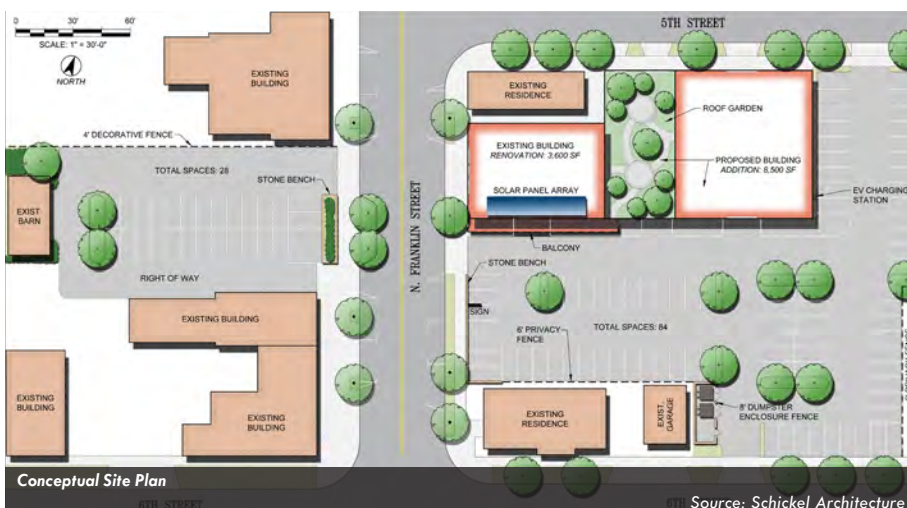 0 30' 60'
SCALE: 1" = 30'-0"
NORTH
5TH STREET
EXISTING
BUILDING
EXISTING
RESIDENCE
ROOF GARDEN
4' DECORATIVE FENCE
EXISTING BUILDING
RENOVATION: 3,600 SF
PROPOSED BUILDING
ADDITION: 8,500 SF
TOTAL SPACES: 28
STONE BENCH
SOLAR PANEL ARRAY
EV CHARGING
STATION
EXIST
BARN
N. FRANKLIN STREET
BALCONY
STONE BENCH
RIGHT OF WAY
SIGN
EXISTING BUILDING
6' PRIVACY
FENCE
TOTAL SPACES: 84
EXISTING
BUILDING
EXISTING
BUILDING
EXISTING
RESIDENCE
EXIST.
GARAGE
8' DUMPSTER
ENCLOSURE FENCE
Conceptual Site Plan
6TH STREET
6TH STREET
Source: Schickel Architecture